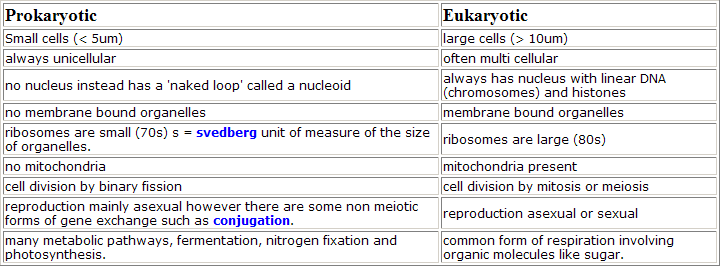 Prokaryotic
Eukaryotic
Small cells (< 5um)
large cells (> 10um)
always unicellular
often multi cellular
no nucleus instead has a 'naked loop' called a nucleoid
always has nucleus with linear DNA
(chromosomes) and histones
no membrane bound organelles
membrane bound organelles
ribosomes are small (70s) s = svedberg unit of measure of the size
of organelles.
ribosomes are large (80s)
no mitochondria
mitochondria present
cell division by binary fission
cell division by mitosis or meiosis
reproduction mainly asexual however there are some non meiotic
forms of gene exchange such as conjugation.
reproduction asexual or sexual
many metabolic pathways, fermentation, nitrogen fixation and
photosynthesis.
common form of respiration involving
organic molecules like sugar.